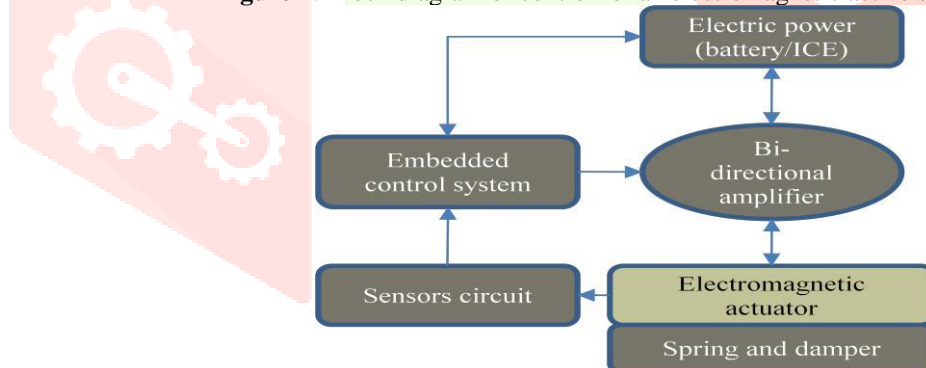 Electric power
(battery/ICE)
Embedded
control system
Bi-
directional
amplifier
Sensors circuit
Electromagnetic
actuator
Spring and damper